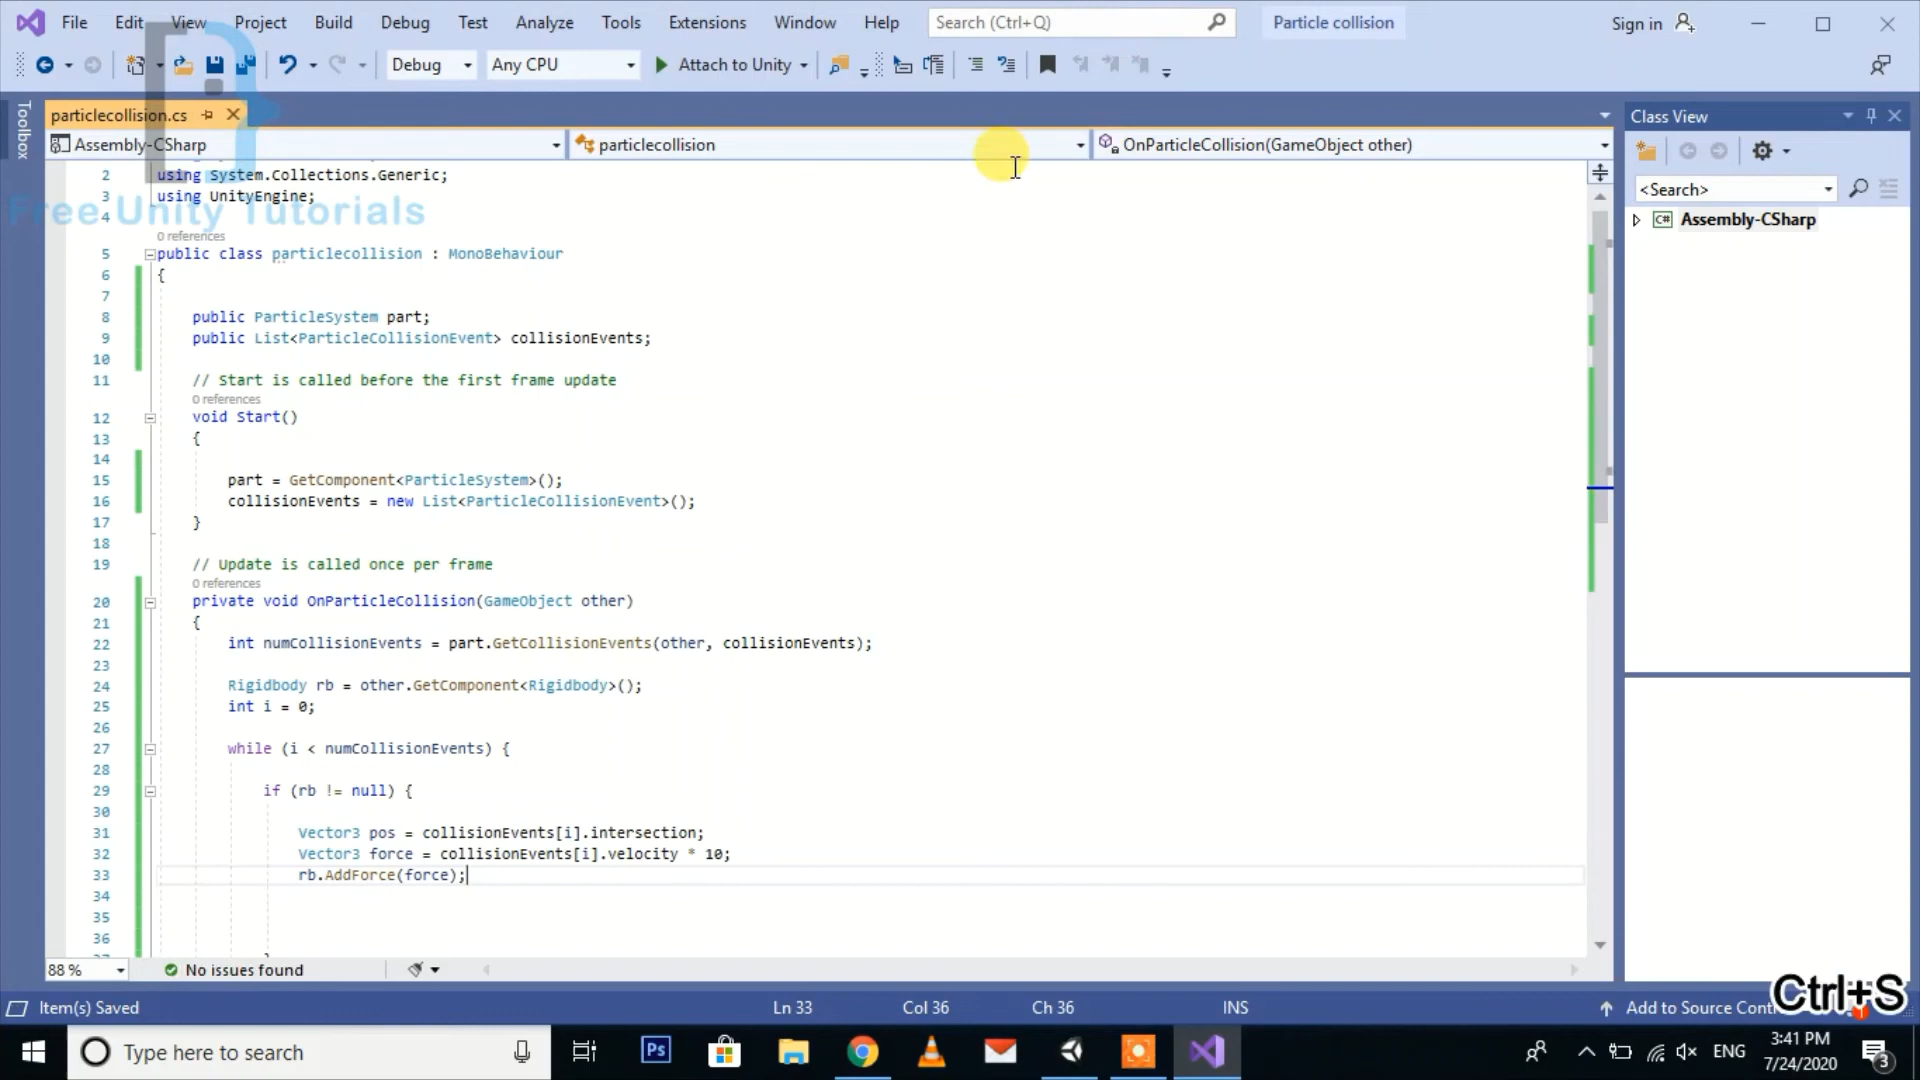 File Edit View Project Build Debug Test Analyze Tools Extensions Window Help Search (Ctrl+Q) Particle collision Sign in
Debug Any CPU Attach to Unity
Toolbox
particlecollision.cs
Class View
Assembly-CSharp particlecollision OnParticleCollision(GameObject other)
<Search>
Assembly-CSharp
Free Unity Tutorials
2 using System.Collections.Generic;
3 using UnityEngine;
4
0 references
5 public class particlecollision : MonoBehaviour
6 {
7
8 public ParticleSystem part;
9 public List<ParticleCollisionEvent> collisionEvents;
10
11 // Start is called before the first frame update
0 references
12 void Start()
13 {
14
15 part = GetComponent<ParticleSystem>();
16 collisionEvents = new List<ParticleCollisionEvent>();
17 }
18
19 // Update is called once per frame
0 references
20 private void OnParticleCollision(GameObject other)
21 {
22 int numCollisionEvents = part.GetCollisionEvents(other, collisionEvents);
23
24 Rigidbody rb = other.GetComponent<Rigidbody>();
25 int i = 0;
26
27 while (i < numCollisionEvents) {
28
29 if (rb != null) {
30
31 Vector3 pos = collisionEvents[i].intersection;
32 Vector3 force = collisionEvents[i].velocity * 10;
33 rb.AddForce(force);
34
35
36
88 % No issues found
Ctrl+S
Item(s) Saved Ln 33 Col 36 Ch 36 INS Add to Source Cont
Type here to search Ps ENG 3:41 PM
7/24/2020 3